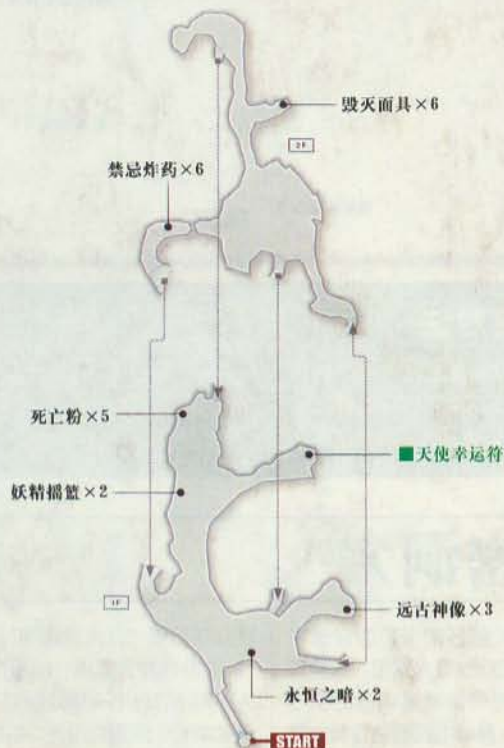 毁灭面具×6
2F
禁忌炸药×6
死亡粉×5
■天使幸运符
妖精摇篮×2
1F
远古神像×3
永恒之暗×2
START